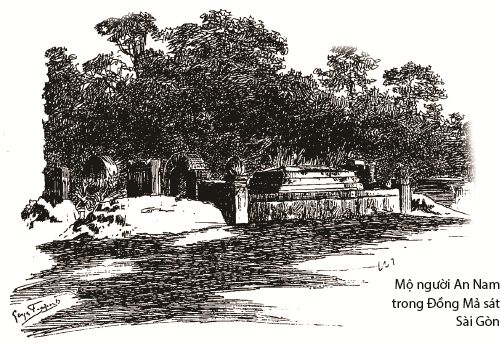 Mộ người An Nam
trong Đồng Mả sát
Sài Gòn